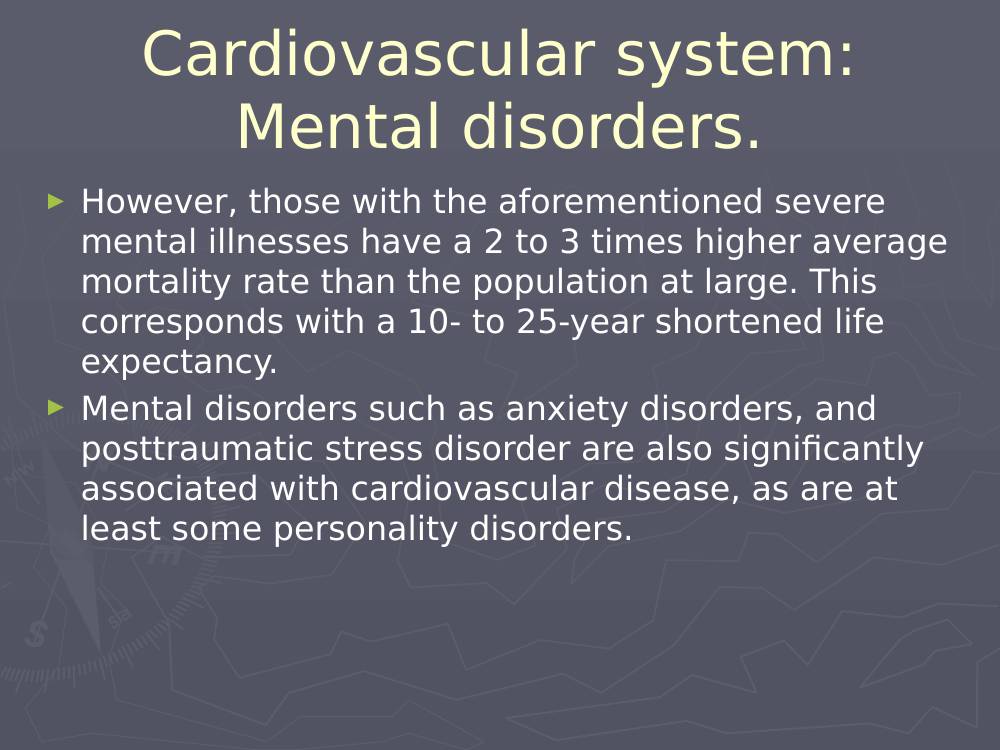 Cardiovascular system:
Mental disorders.
► However, those with the aforementioned severe
mental illnesses have a 2 to 3 times higher average
mortality rate than the population at large. This
corresponds with a 10- to 25-year shortened life
expectancy.
► Mental disorders such as anxiety disorders, and
posttraumatic stress disorder are also significantly
associated with cardiovascular disease, as are at
least some personality disorders.
NW
N
E
SE
S